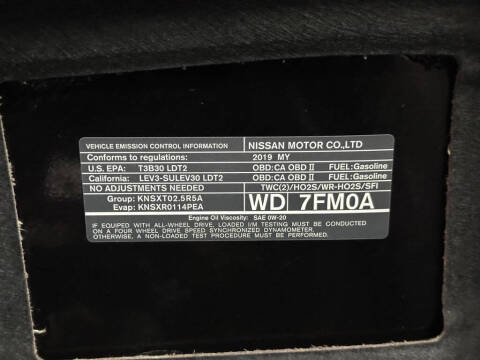 VEHICLE EMISSION CONTROL INFORMATION NISSAN MOTOR CO.,LTD
Conforms to regulations: 2019 MY
U.S. EPA: T3B30 LDT2 OBD:CA OBD II FUEL:Gasoline
California: LEV3-SULEV30 LDT2 OBD:CA OBD II FUEL:Gasoline
NO ADJUSTMENTS NEEDED TWC(2)/HO2S/WR-HO2S/SFI
Group: KNSXT02.5R5A
Evap: KNSXR0114PEA
WD 7FM0A
Engine Oil Viscosity: SAE 0W-20
IF EQUIPPED WITH ALL-WHEEL DRIVE, LOADED TEST MUST BE CONDUCTED
ON A FOUR WHEEL DRIVE SPEED SYNCHRONIZED DYNAMOMETER.
OTHERWISE, A NON-LOADED TEST PROCEDURE MUST BE PERFORMED.